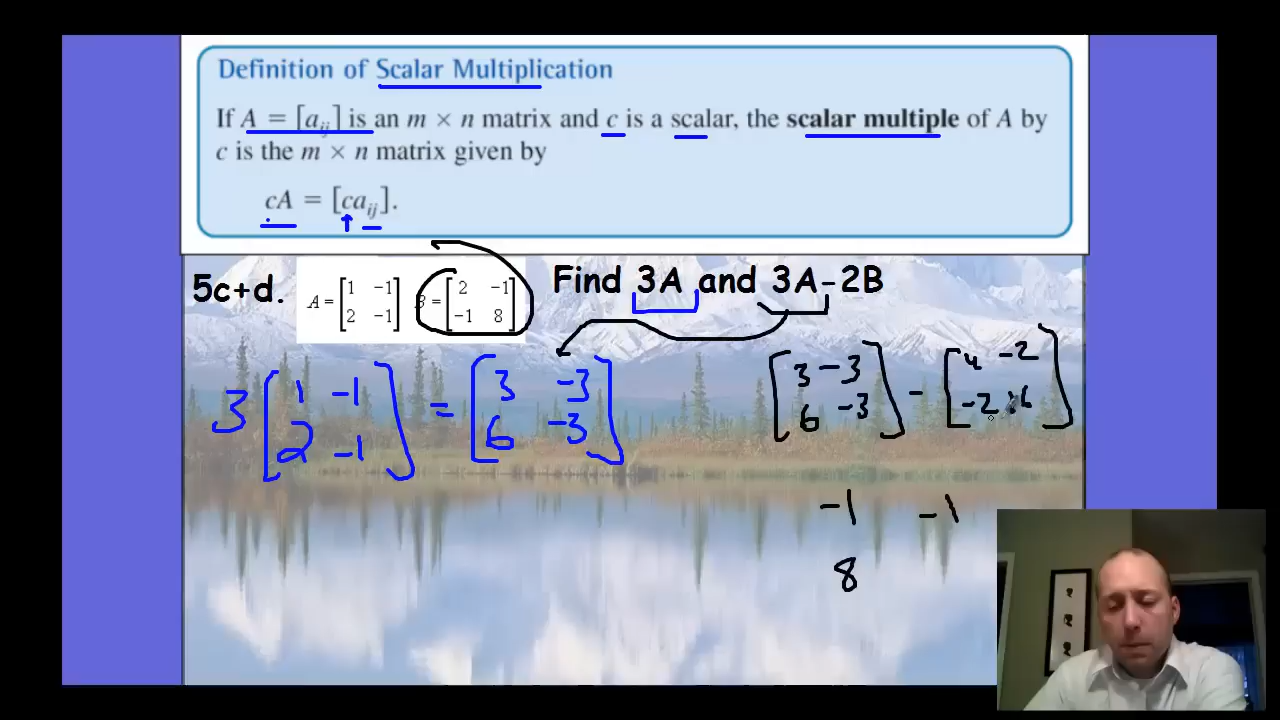 Definition of Scalar Multiplication
If A = [aij] is an m × n matrix and c is a scalar, the scalar multiple of A by
c is the m × n matrix given by
cA = [caij].
5c+d. A = [1 -1 B = [2 -1 Find 3A and 3A-2B
2 -1] -1 8]
3 [1 -1 = [3 -3 [3 -3 - [4 -2
2 -1] 6 -3] 6 -3] -2 16]
-1 -1
8